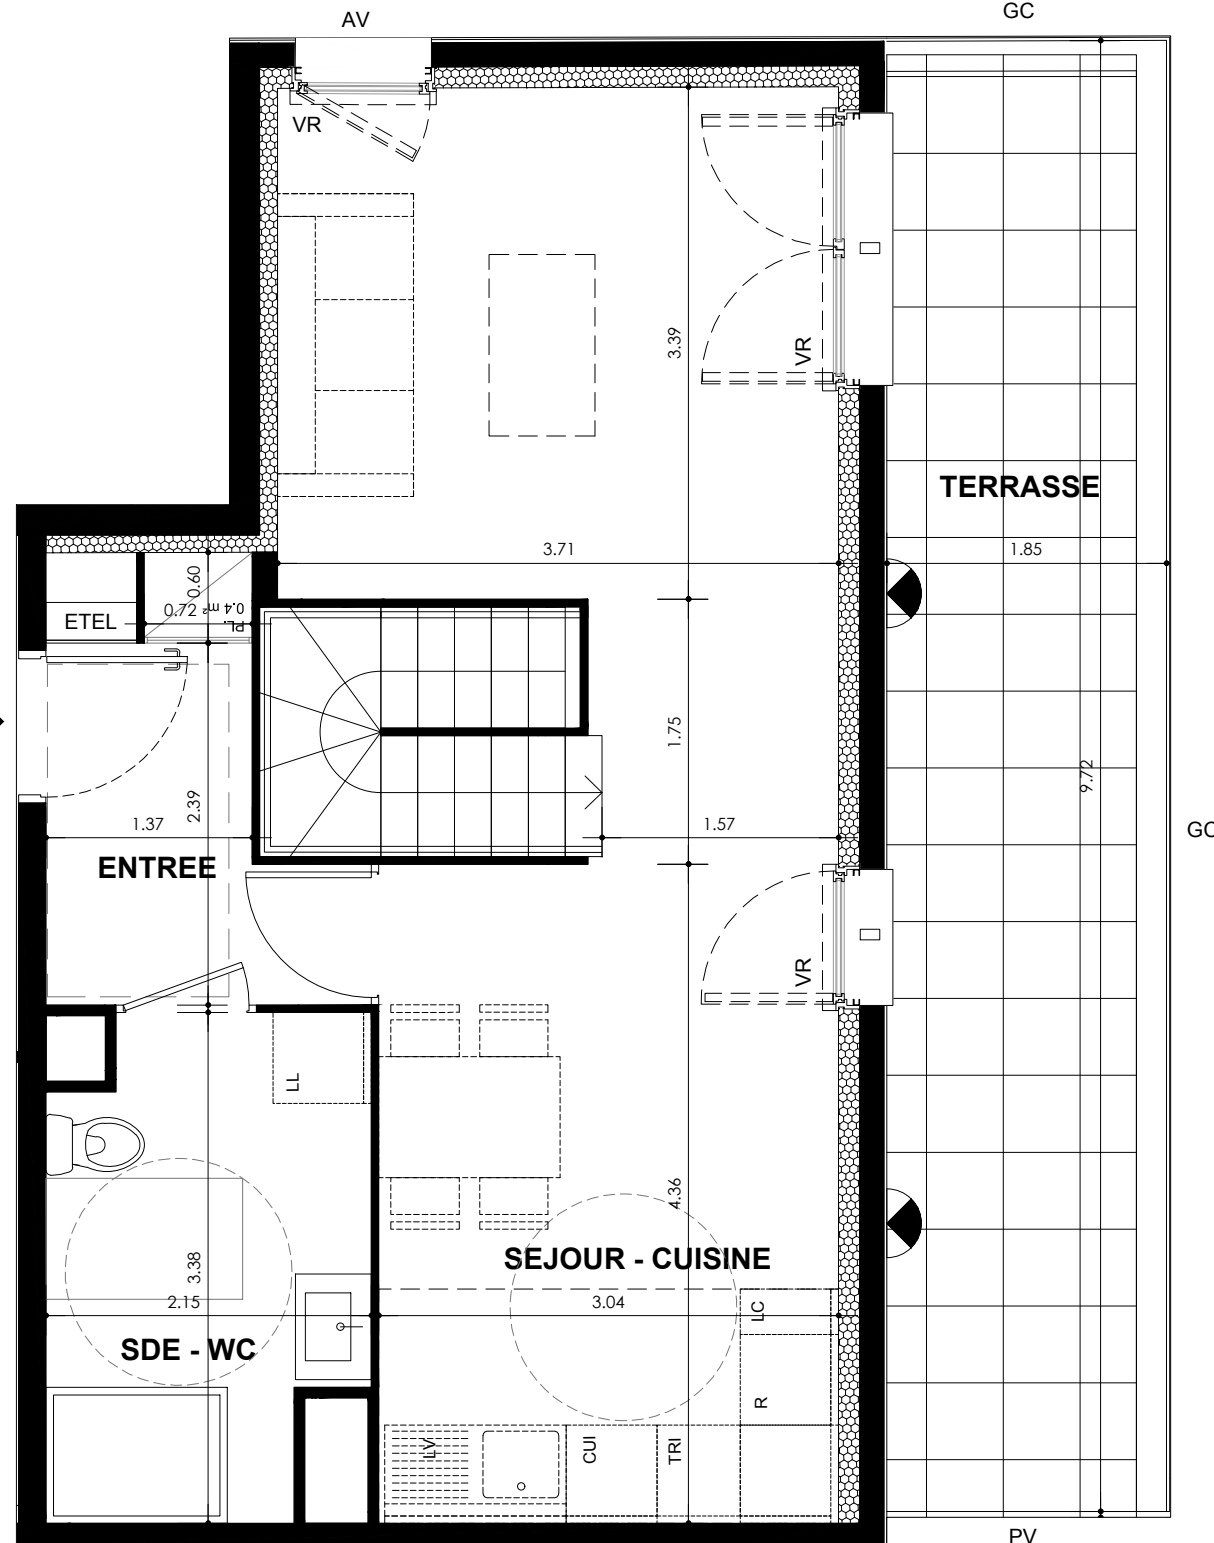 AV
GC
VR
3.39
VR
TERRASSE
3.71
1.85
0.60
0.72
PL.
0.4 m²
ETEL
1.75
9.72
2.39
1.37
1.57
GC
ENTREE
VR
LL
4.36
SEJOUR - CUISINE
3.38
2.15
3.04
LC
SDE - WC
R
LV
CUI
TRI
PV